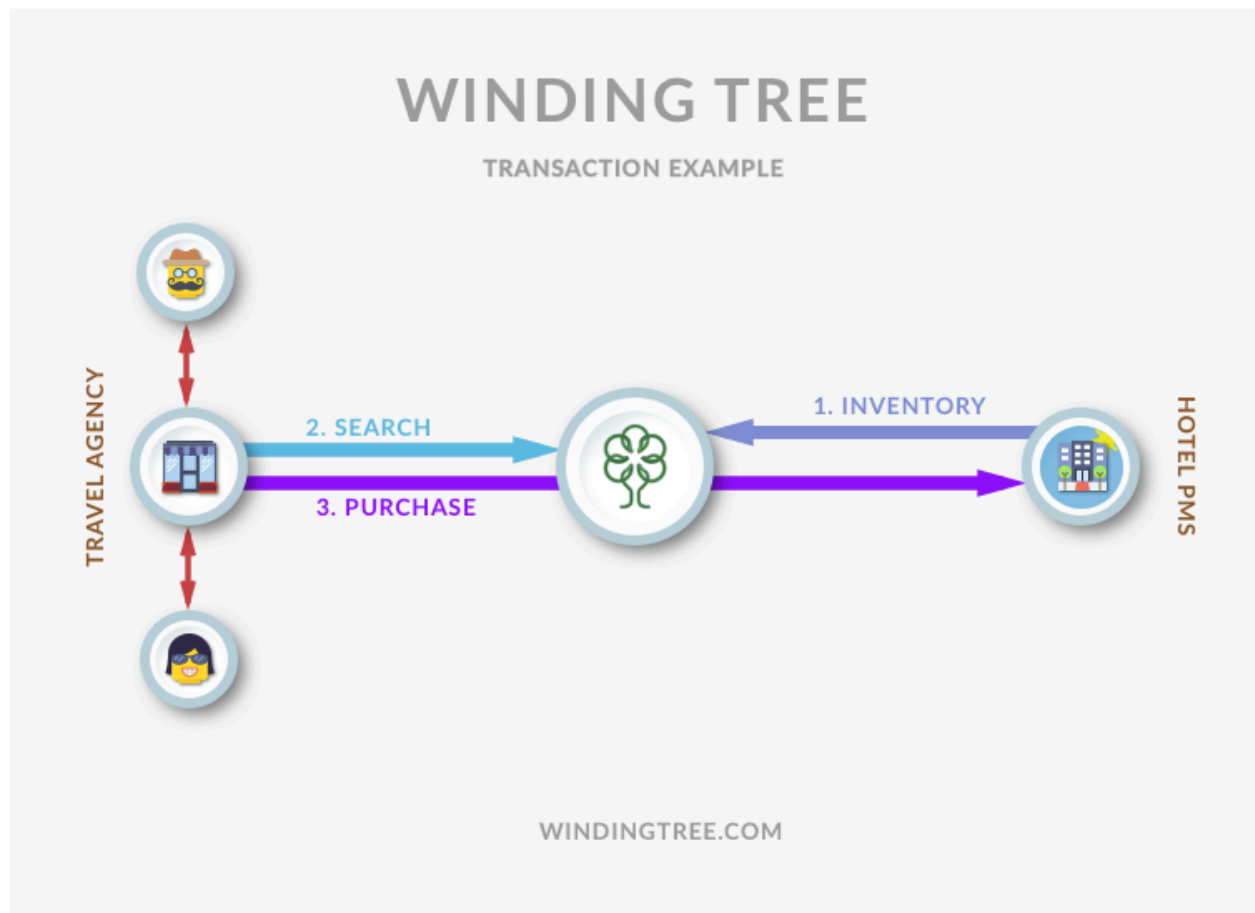 WINDING TREE
TRANSACTION EXAMPLE
TRAVEL AGENCY
2. SEARCH
3. PURCHASE
1. INVENTORY
HOTEL PMS
WINDINGTREE.COM